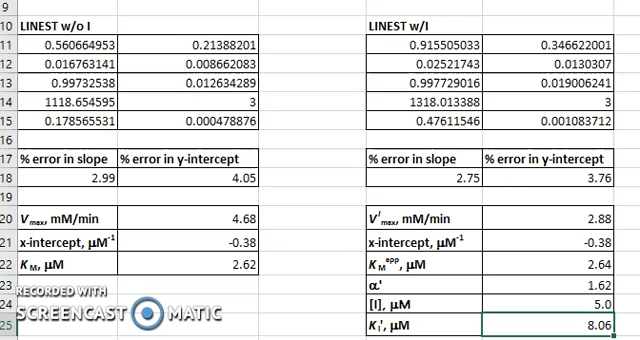 9
10 LINEST w/o I LINEST w/I
11 0.560664953 0.21388201 0.915505033 0.346622001
12 0.016763141 0.008662083 0.02521743 0.0130307
13 0.99732538 0.012634289 0.997729016 0.019006241
14 1118.654595 3 1318.013388 3
15 0.178565531 0.000478876 0.47611546 0.001083712
16
17 % error in slope % error in y-intercept % error in slope % error in y-intercept
18 2.99 4.05 2.75 3.76
19
20 Vmax, mM/min 4.68 VImax, mM/min 2.88
21 x-intercept, μM-1 -0.38 x-intercept, μM-1 -0.38
22 KM, μM 2.62 KMapp, μM 2.64
23 α' 1.62
RECORDED WITH
24 [I], μM 5.0
SCREENCAST MATIC
25 KI', μM 8.06